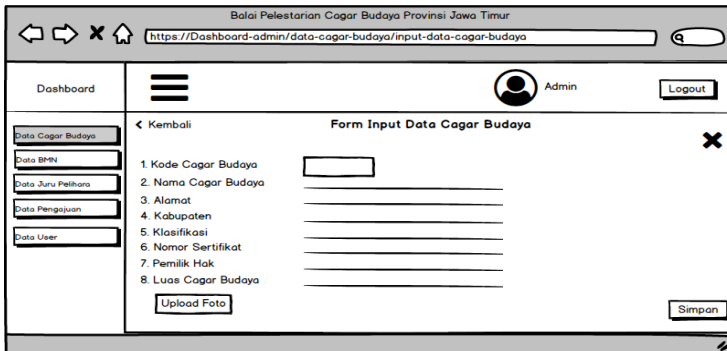 Balai Pelestarian Cagar Budaya Provinsi Jawa Timur
https://Dashboard-admin/data-cagar-budaya/input-data-cagar-budaya
Dashboard
Admin
Logout
Data Cagar Budaya
Data BMN
Data Juru Pelihara
Data Pengajuan
Data User
Kembali
Form Input Data Cagar Budaya
1. Kode Cagar Budaya
2. Nama Cagar Budaya
3. Alamat
4. Kabupaten
5. Klasifikasi
6. Nomor Sertifikat
7. Pemilik Hak
8. Luas Cagar Budaya
Upload Foto
Simpan